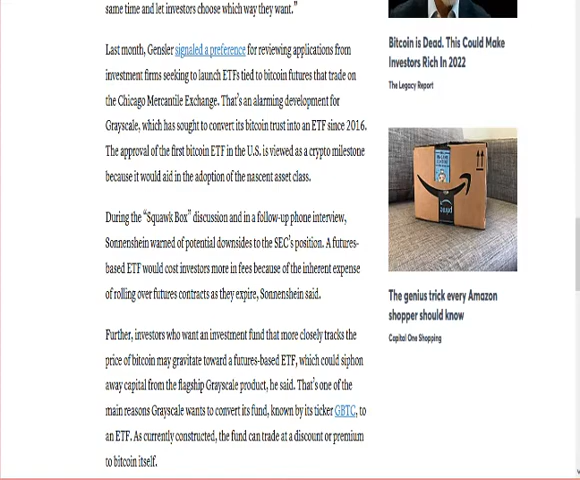 same time and let investors choose which way they want."
Last month, Gensler signaled a preference for reviewing applications from
investment firms seeking to launch ETFs tied to bitcoin futures that trade on
the Chicago Mercantile Exchange. That's an alarming development for
Grayscale, which has sought to convert its bitcoin trust into an ETF since 2016.
The approval of the first bitcoin ETF in the U.S. is viewed as a crypto milestone
because it would aid in the adoption of the nascent asset class.
During the “Squawk Box” discussion and in a follow-up phone interview,
Sonnenshein warned of potential downsides to the SEC's position. A futures-
based ETF would cost investors more in fees because of the inherent expense
of rolling over futures contracts as they expire, Sonnenshein said.
Further, investors who want an investment fund that more closely tracks the
price of bitcoin may gravitate toward a futures-based ETF, which could siphon
away capital from the flagship Grayscale product, he said. That's one of the
main reasons Grayscale wants to convert its fund, known by its ticker GBTC, to
an ETF. As currently constructed, the fund can trade at a discount or premium
to bitcoin itself.
Bitcoin is Dead. This Could Make
Investors Rich In 2022
The Legacy Report
The genius trick every Amazon
shopper should know
Capital One Shopping